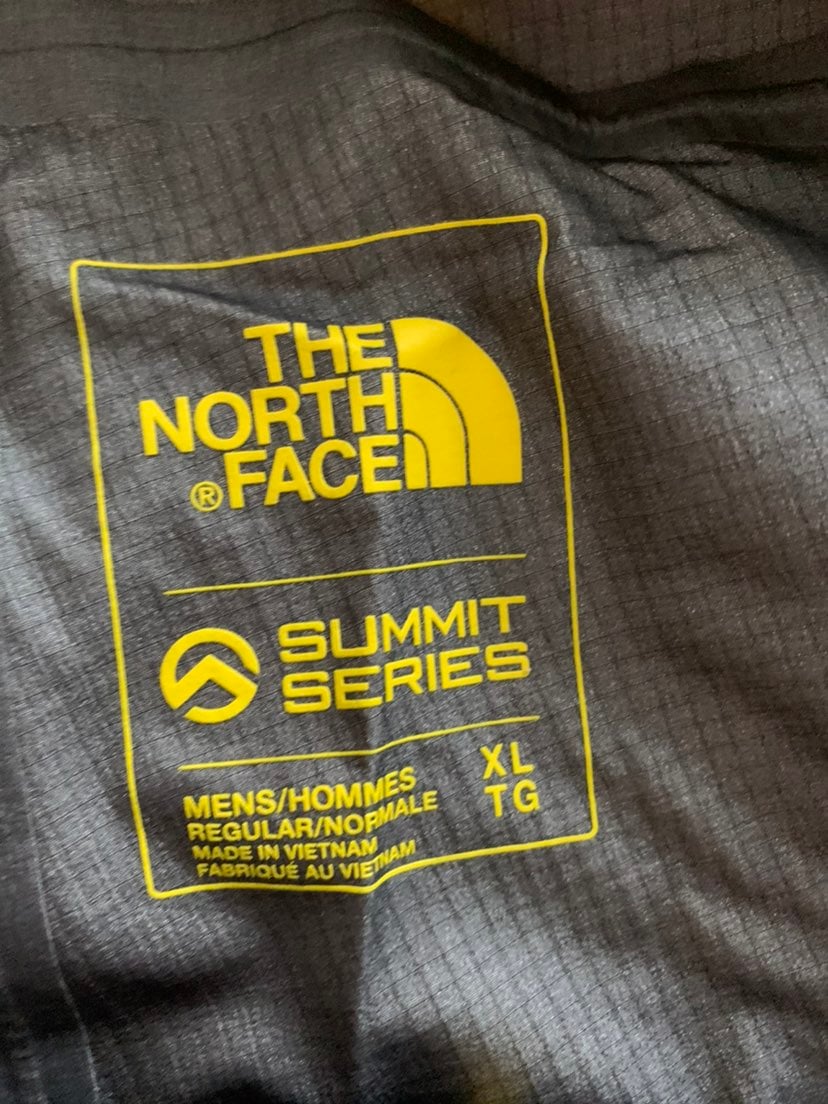 THE
NORTH
® FACE
SUMMIT
SERIES
XL
TG
MENS/HOMMES
REGULAR/NORMALE
MADE IN VIETNAM
FABRIQUÉ AU VIETNAM